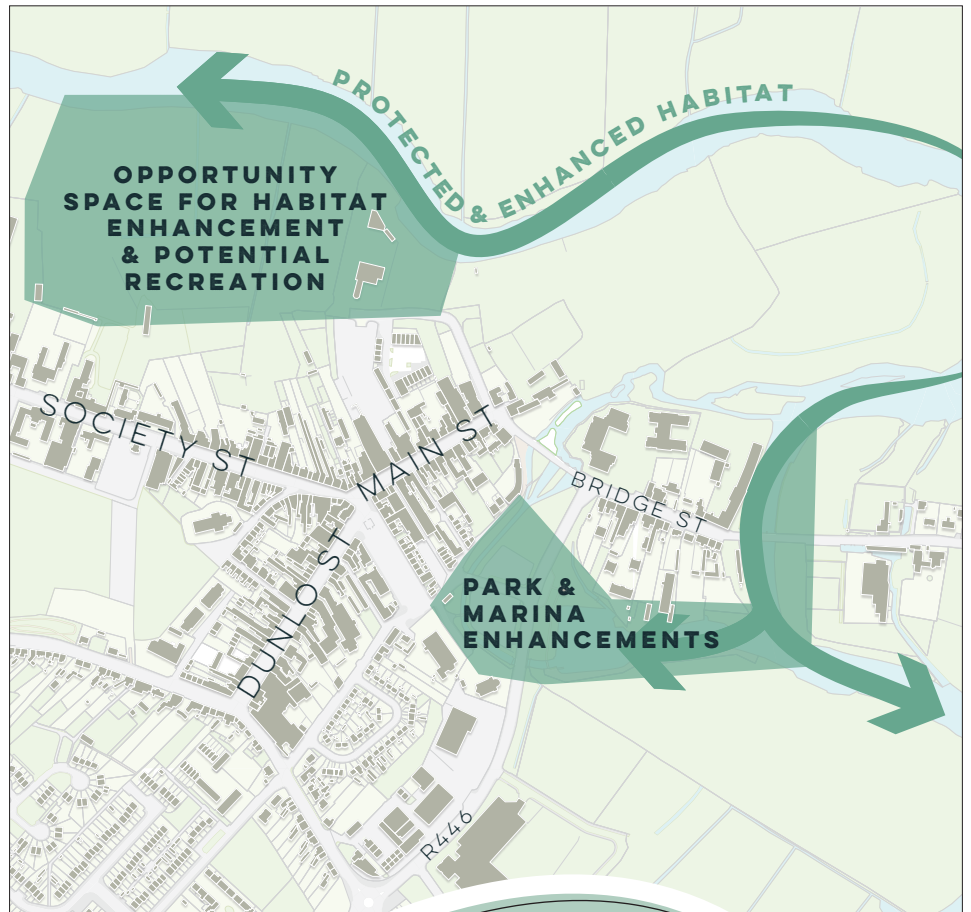 PROTECTED & ENHANCED HABITAT
OPPORTUNITY
SPACE FOR HABITAT
ENHANCEMENT
& POTENTIAL
RECREATION
SOCIETY ST
MAIN ST
BRIDGE ST
DUNLO ST
PARK &
MARINA
ENHANCEMENTS
R446